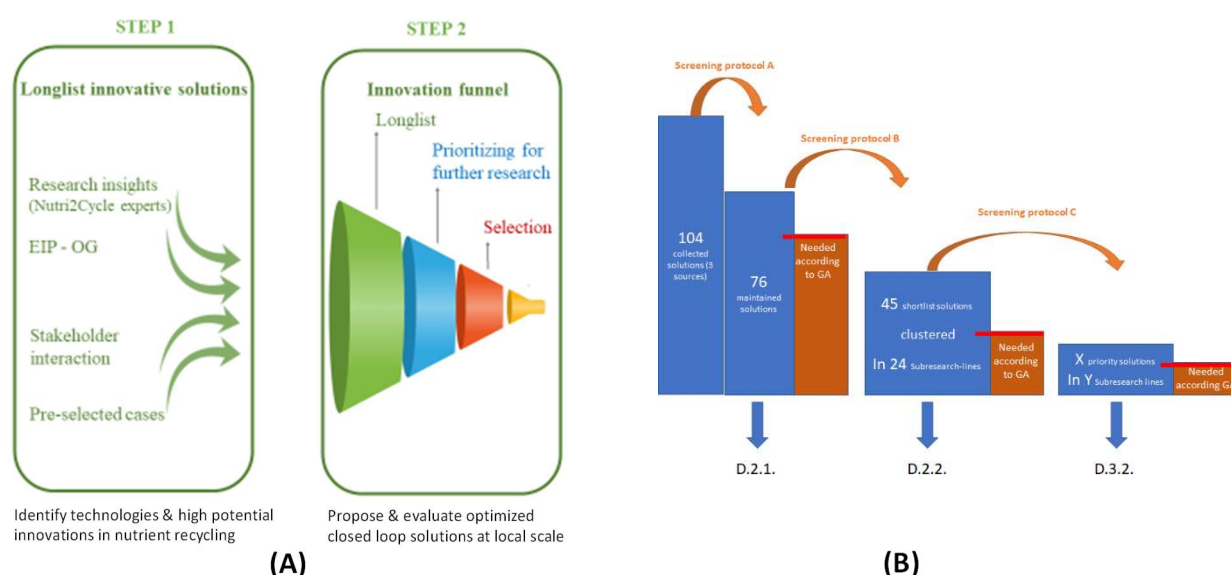 STEP 1
Longlist innovative solutions
Research insights
(Nutri2Cycle experts)
EIP - OG
Stakeholder
interaction
Pre-selected cases
Identify technologies & high potential
innovations in nutrient recycling
STEP 2
Innovation funnel
Longlist
Prioritizing for
further research
Selection
Propose & evaluate optimized
closed loop solutions at local scale
(A)
Screening protocol A
Screening protocol B
Screening protocol C
104
collected
solutions (3
sources)
76
maintained
solutions
Needed
according
to GA
45 shortlist solutions
clustered
In 24 Subresearch-lines
Needed
according
to GA
X priority solutions
In Y Subresearch lines
Needed
according GA
D.2.1.
D.2.2.
D.3.2.
(B)